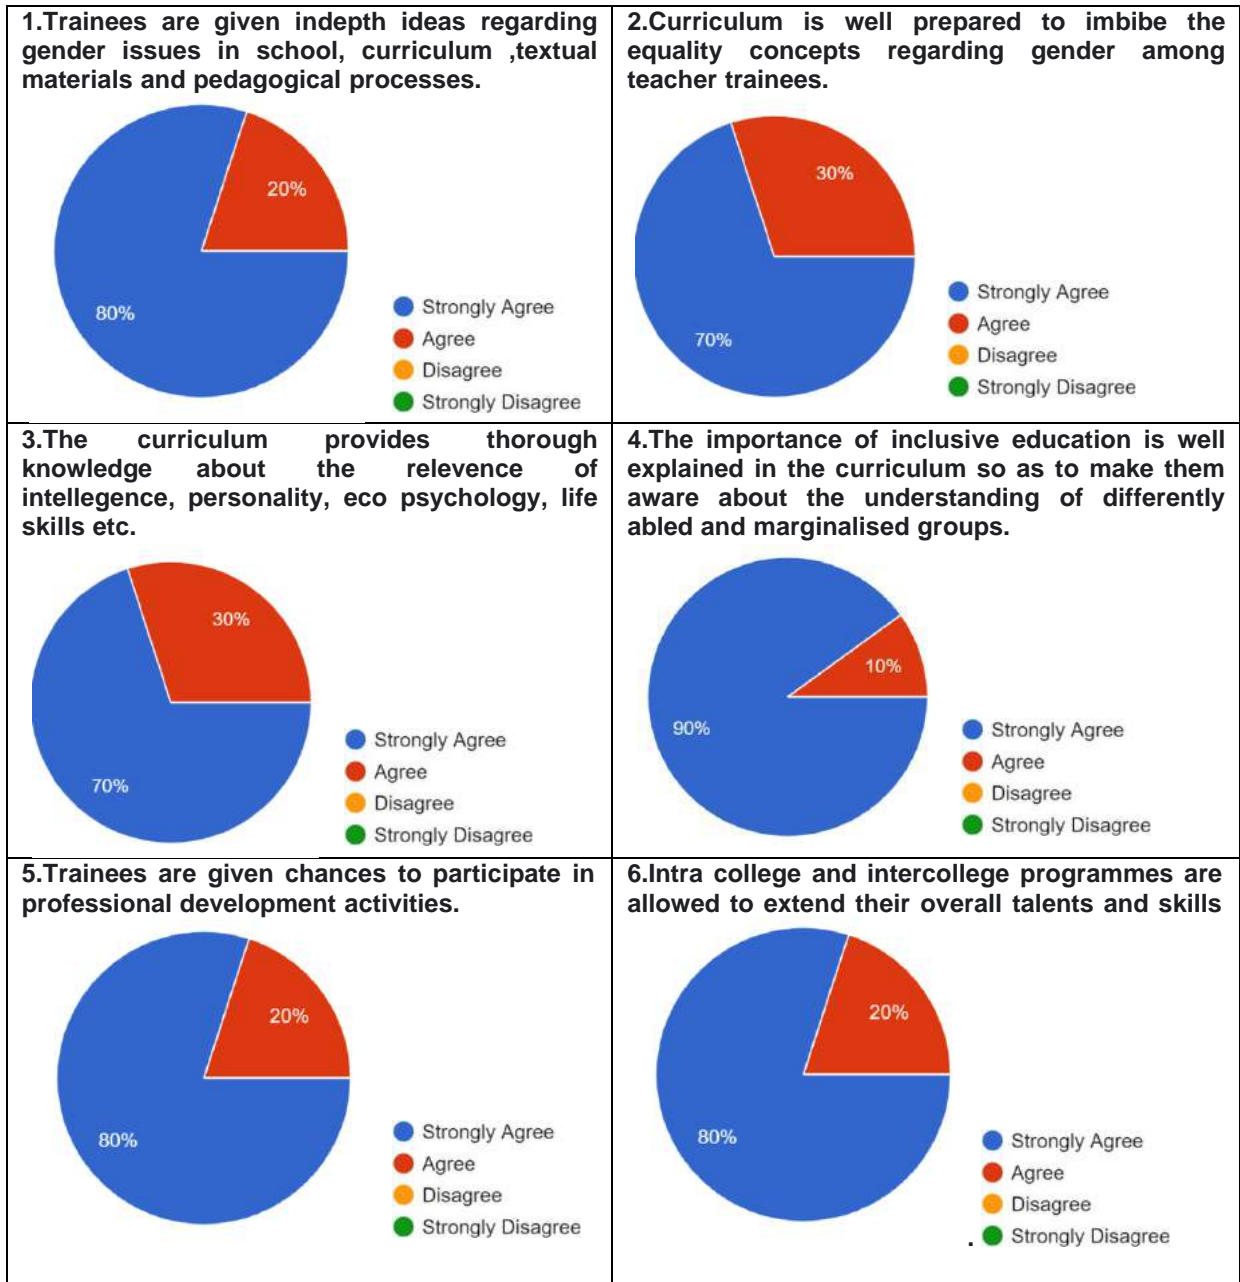 1.Trainees are given indepth ideas regarding
gender issues in school, curriculum ,textual
materials and pedagogical processes.
20%
80%
Strongly Agree
Agree
Disagree
Strongly Disagree
2.Curriculum is well prepared to imbibe the
equality concepts regarding gender among
teacher trainees.
30%
70%
Strongly Agree
Agree
Disagree
Strongly Disagree
3.The curriculum provides thorough
knowledge about the relevence of
intellegence, personality, eco psychology, life
skills etc.
30%
70%
Strongly Agree
Agree
Disagree
Strongly Disagree
4.The importance of inclusive education is well
explained in the curriculum so as to make them
aware about the understanding of differently
abled and marginalised groups.
10%
90%
Strongly Agree
Agree
Disagree
Strongly Disagree
5.Trainees are given chances to participate in
professional development activities.
20%
80%
Strongly Agree
Agree
Disagree
Strongly Disagree
6.Intra college and intercollege programmes are
allowed to extend their overall talents and skills
20%
80%
Strongly Agree
Agree
Disagree
. Strongly Disagree